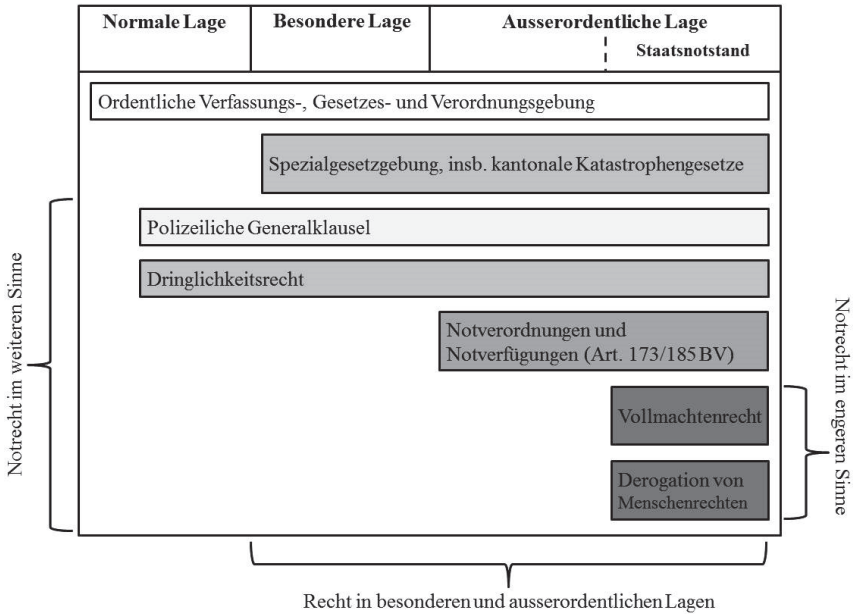 Normale Lage
Besondere Lage
Ausserordentliche Lage
Staatsnotstand
Ordentliche Verfassungs-, Gesetzes- und Verordnungsgebung
Spezialgesetzgebung, insb. kantonale Katastrophengesetze
Polizeiliche Generalklausel
Dringlichkeitsrecht
Notverordnungen und
Notverfügungen (Art. 173/185 BV)
Vollmachtenrecht
Derogation von
Menschenrechten
Notrecht im weiteren Sinne
Notrecht im engeren Sinne
Recht in besonderen und ausserordentlichen Lagen